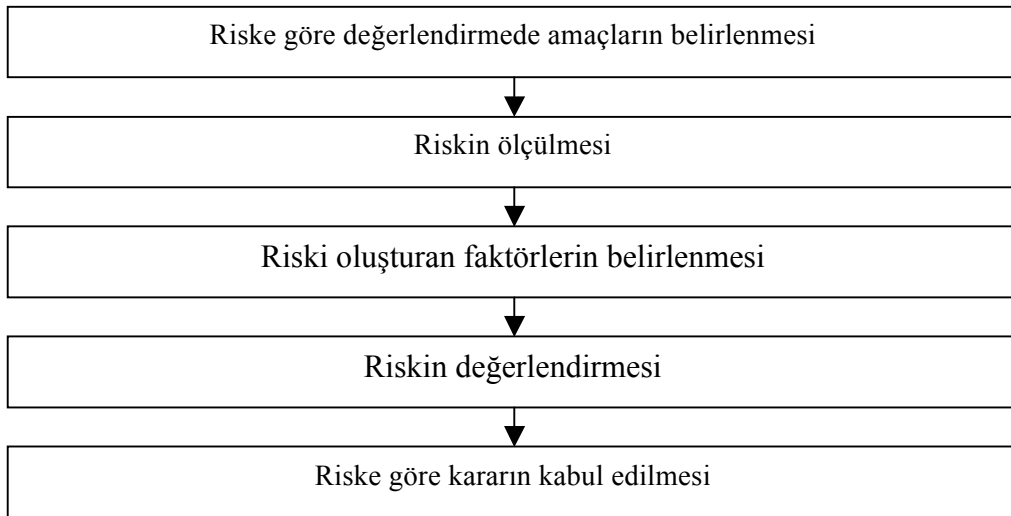 Riske göre değerlendirmede amaçların belirlenmesi
Riskin ölçülmesi
Riski oluşturan faktörlerin belirlenmesi
Riskin değerlendirmesi
Riske göre kararın kabul edilmesi